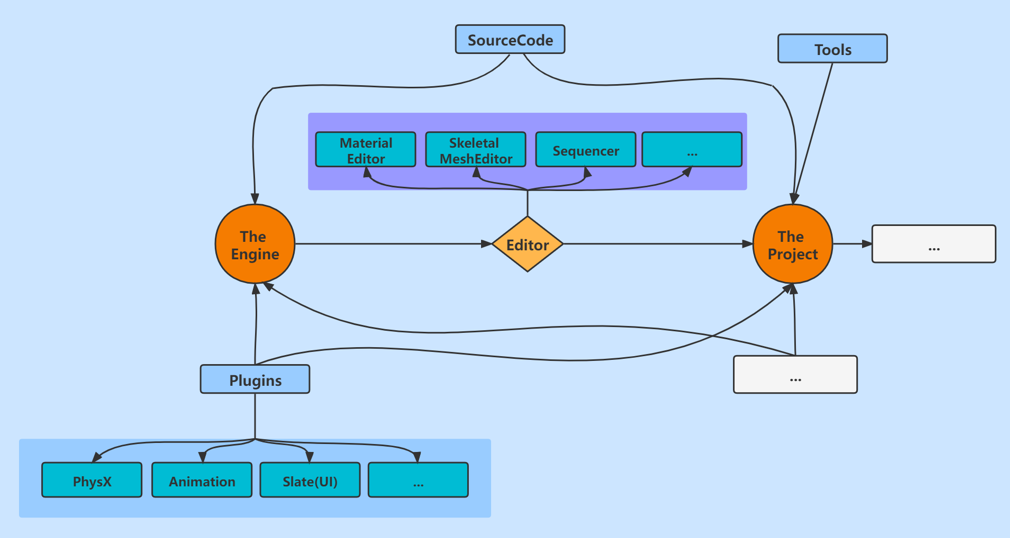 SourceCode
Tools
Material
Editor
Skeletal
MeshEditor
Sequencer
...
The
Engine
Editor
The
Project
...
Plugins
...
PhysX
Animation
Slate(UI)
...